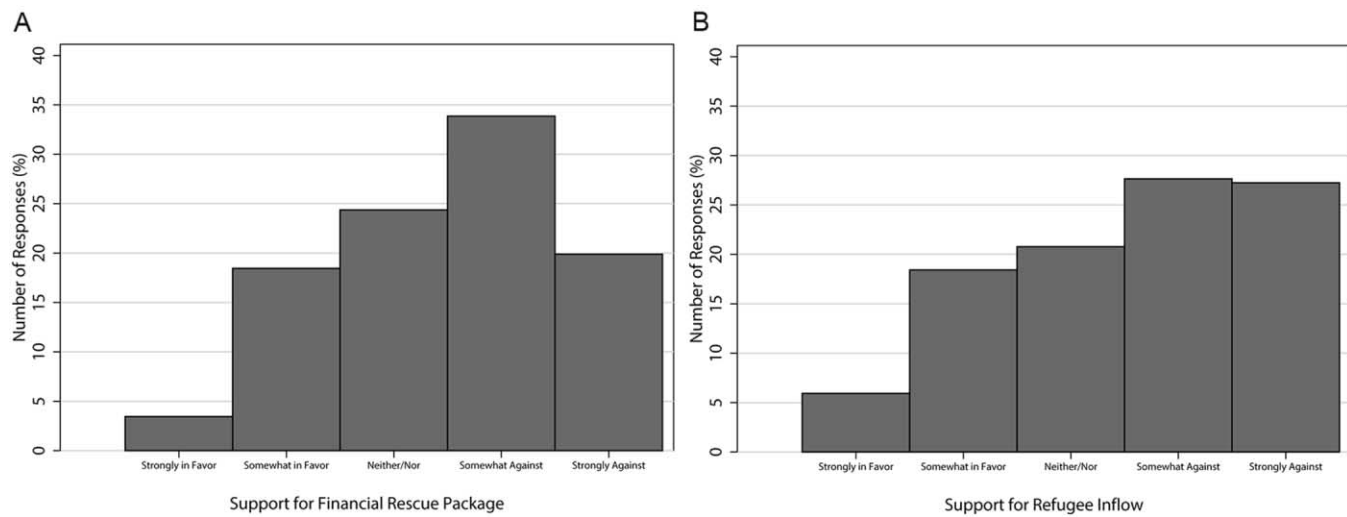 A
Number of Responses (%)
40
35
30
25
20
15
10
5
0
Strongly in Favor
Somewhat in Favor
Neither/Nor
Somewhat Against
Strongly Against
Support for Financial Rescue Package
B
Number of Responses (%)
40
35
30
25
20
15
10
5
0
Strongly in Favor
Somewhat in Favor
Neither/Nor
Somewhat Against
Strongly Against
Support for Refugee Inflow